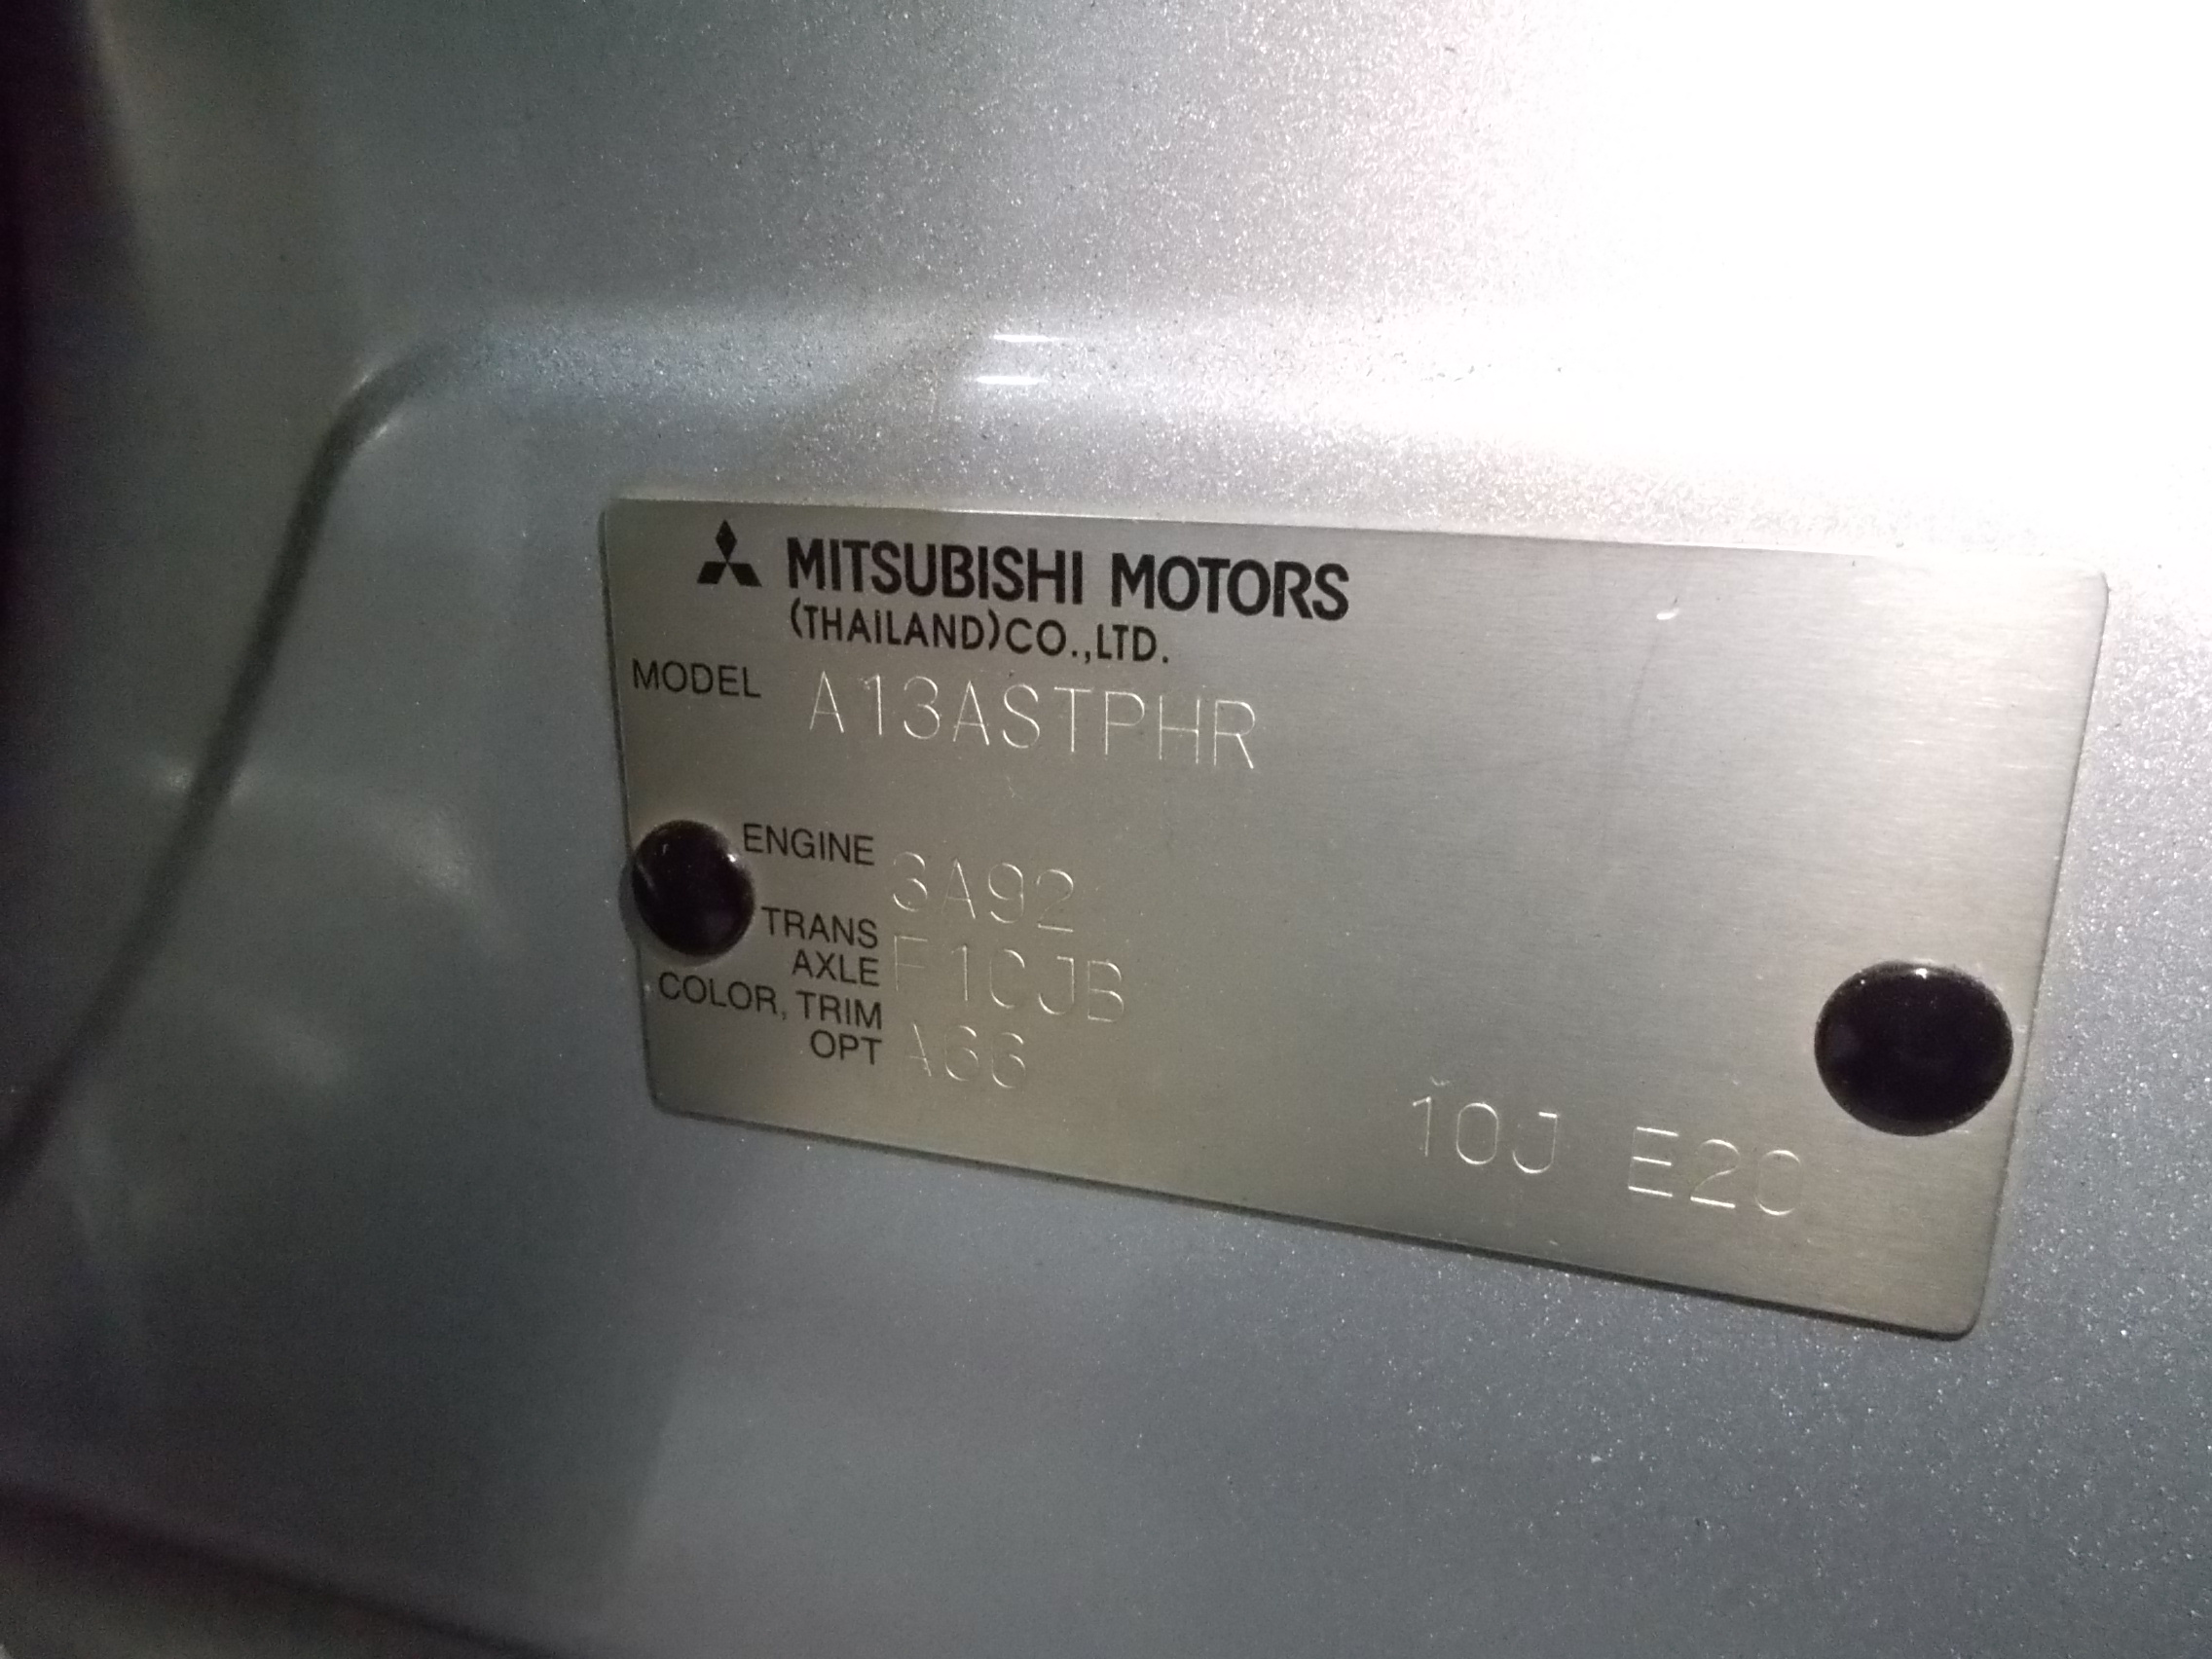 MITSUBISHI MOTORS
(THAILAND)CO.,LTD.
MODEL A13ASTPHR
ENGINE 3A92
TRANS
AXLE F1CJB
COLOR, TRIM
OPT A66
10J E20